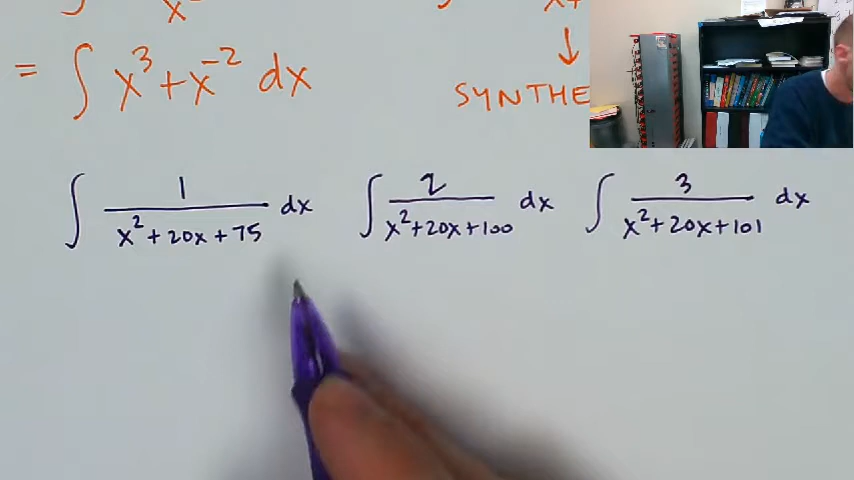 = ∫ x³ + x⁻² dx
SYNTHE
∫ 1/(x² + 20x + 75) dx ∫ 2/(x² + 20x + 100) dx ∫ 3/(x² + 20x + 101) dx